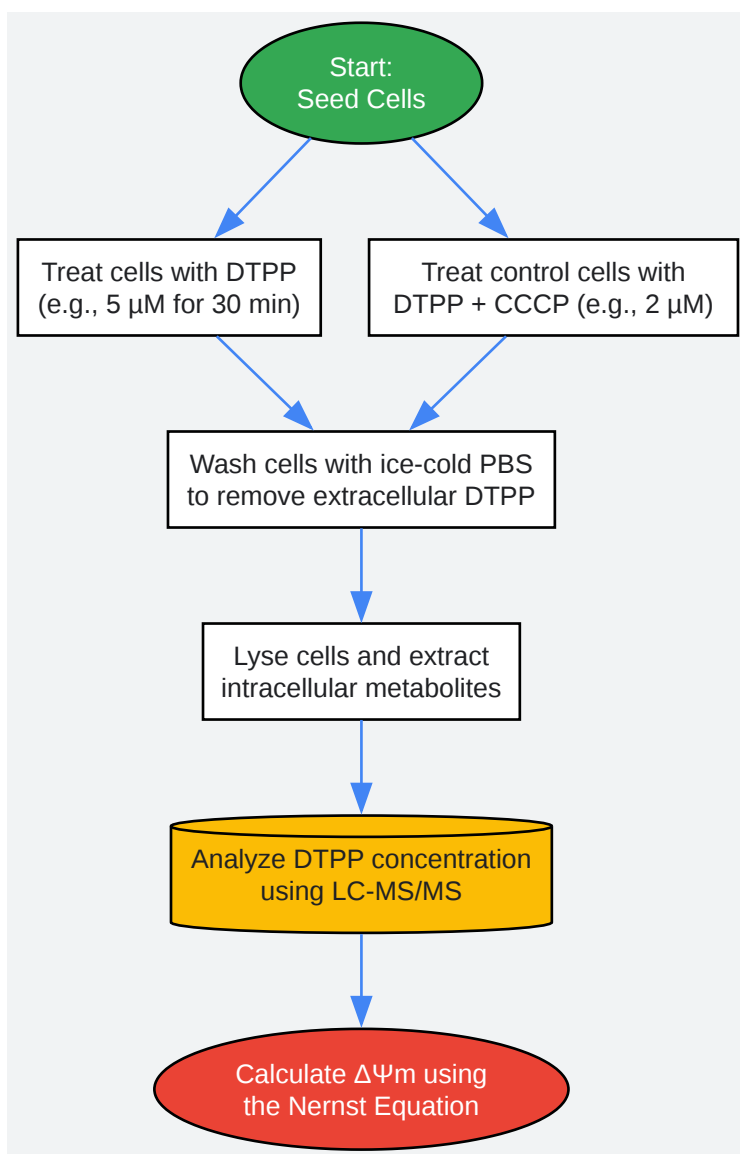 Start:
Seed Cells
Treat cells with DTPP
(e.g., 5 µM for 30 min)
Treat control cells with
DTPP + CCCP (e.g., 2 µM)
Wash cells with ice-cold PBS
to remove extracellular DTPP
Lyse cells and extract
intracellular metabolites
Analyze DTPP concentration
using LC-MS/MS
Calculate ΔΨm using
the Nernst Equation